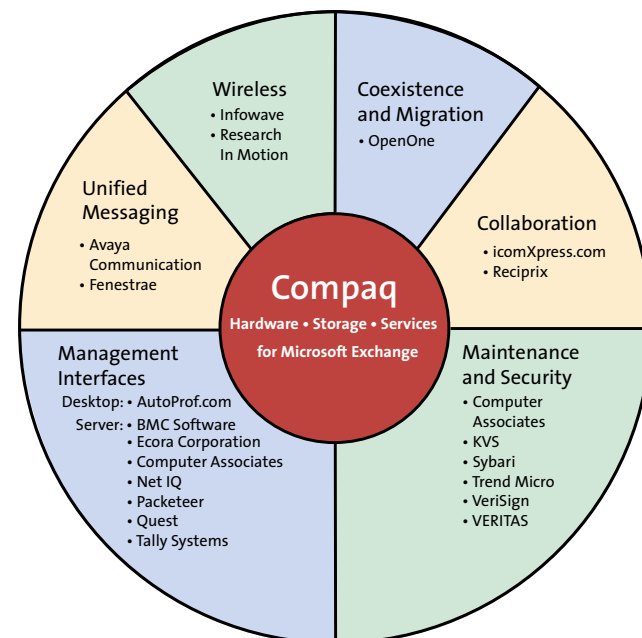 Wireless
• Infowave
• Research
In Motion
Coexistence
and Migration
• OpenOne
Unified
Messaging
• Avaya
Communication
• Fenestrae
Collaboration
• icomXpress.com
• Reciprix
Compaq
Hardware • Storage • Services
for Microsoft Exchange
Management
Interfaces
Desktop: • AutoProf.com
Server: • BMC Software
• Ecora Corporation
• Computer Associates
• Net IQ
• Packeteer
• Quest
• Tally Systems
Maintenance
and Security
• Computer
Associates
• KVS
• Sybari
• Trend Micro
• VeriSign
• VERITAS